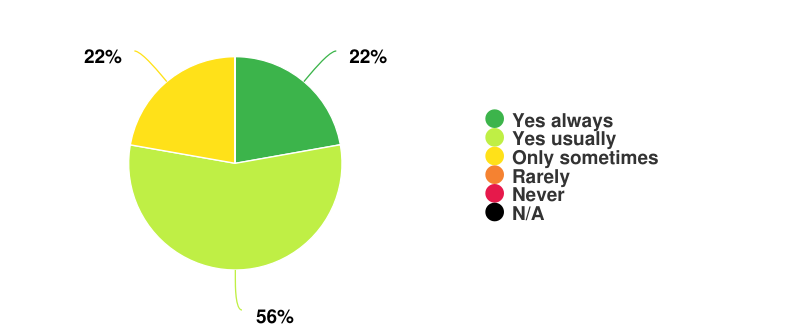 22%
22%
Yes always
Yes usually
Only sometimes
Rarely
Never
N/A
56%